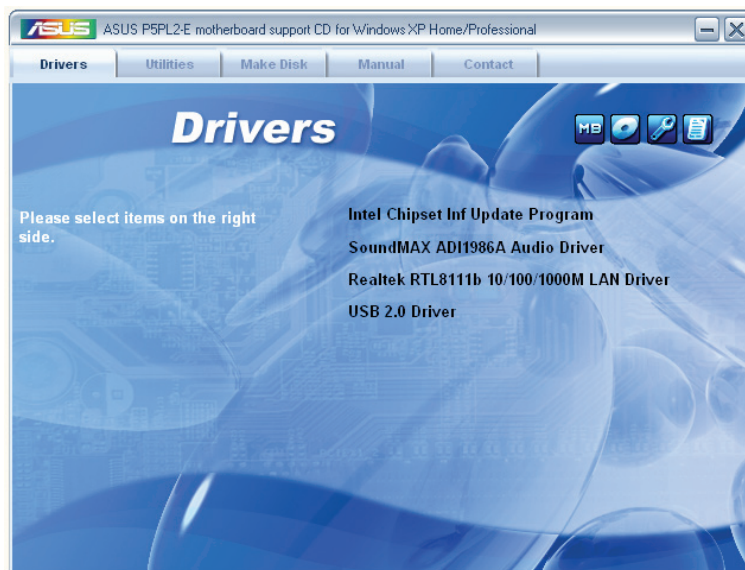 ASUS ASUS P5PL2-E motherboard support CD for Windows XP Home/Professional
Drivers Utilities Make Disk Manual Contact
Drivers
MB
Please select items on the right
side.
Intel Chipset Inf Update Program
SoundMAX ADI1986A Audio Driver
Realtek RTL8111b 10/100/1000M LAN Driver
USB 2.0 Driver